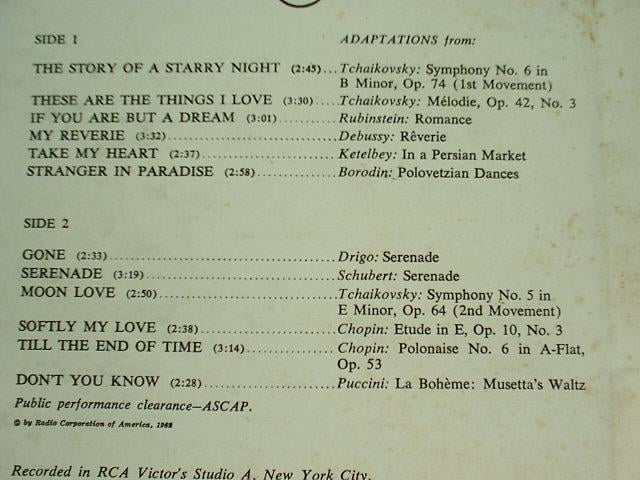 SIDE 1 ADAPTATIONS from:
THE STORY OF A STARRY NIGHT (2:45)...Tchaikovsky: Symphony No. 6 in
B Minor, Op. 74 (1st Movement)
THESE ARE THE THINGS I LOVE (3:30)....Tchaikovsky: Mélodie, Op. 42, No. 3
IF YOU ARE BUT A DREAM (3:01)..........Rubinstein: Romance
MY REVERIE (3:32)..............................Debussy: Rêverie
TAKE MY HEART (2:37)........................Ketelbey: In a Persian Market
STRANGER IN PARADISE (2:58)..............Borodin: Polovetzian Dances
SIDE 2
GONE (2:33).......................................Drigo: Serenade
SERENADE (3:19).................................Schubert: Serenade
MOON LOVE (2:50)..............................Tchaikovsky: Symphony No. 5 in
E Minor, Op. 64 (2nd Movement)
SOFTLY MY LOVE (2:38).......................Chopin: Etude in E, Op. 10, No. 3
TILL THE END OF TIME (3:14)................Chopin: Polonaise No. 6 in A-Flat,
Op. 53
DON'T YOU KNOW (2:28)......................Puccini: La Bohème: Musetta's Waltz
Public performance clearance—ASCAP.
© by Radio Corporation of America, 1962
Recorded in RCA Victor's Studio A, New York City.